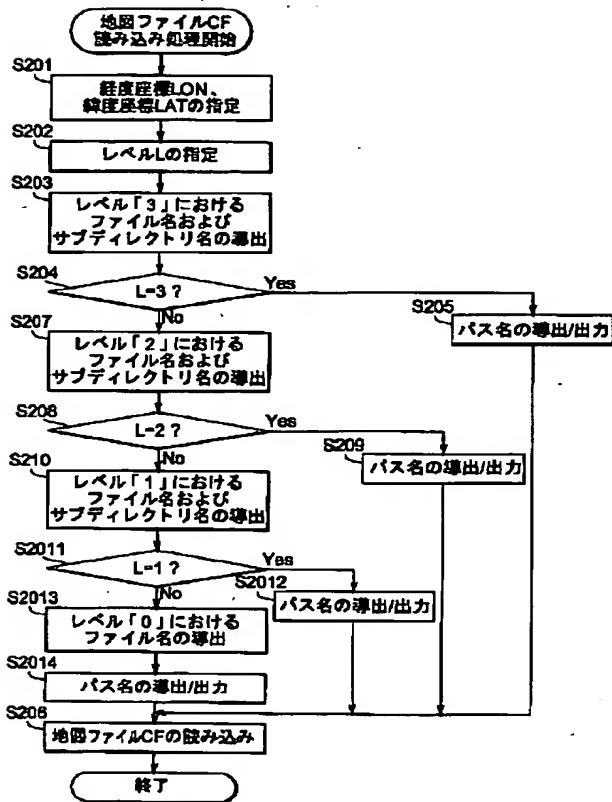 地図ファイルCF
読み込み処理開始
S201
経度座標LON、
緯度座標LATの指定
S202
レベルLの指定
S203
レベル「3」における
ファイル名および
サブディレクトリ名の導出
S204
L=3 ?
Yes
No
S205
パス名の導出/出力
S207
レベル「2」における
ファイル名および
サブディレクトリ名の導出
S208
L=2 ?
Yes
No
S209
パス名の導出/出力
S210
レベル「1」における
ファイル名および
サブディレクトリ名の導出
S2011
L=1 ?
Yes
No
S2012
パス名の導出/出力
S2013
レベル「0」における
ファイル名の導出
S2014
パス名の導出/出力
S206
地図ファイルCFの読み込み
終了